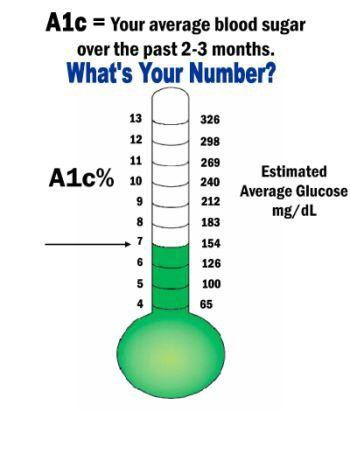 A1c = Your average blood sugar
over the past 2-3 months.
What's Your Number?
13 326
12 298
11 269
A1c% 10 240
9 212
8 183
7 154
6 126
5 100
4 65
Estimated
Average Glucose
mg/dL